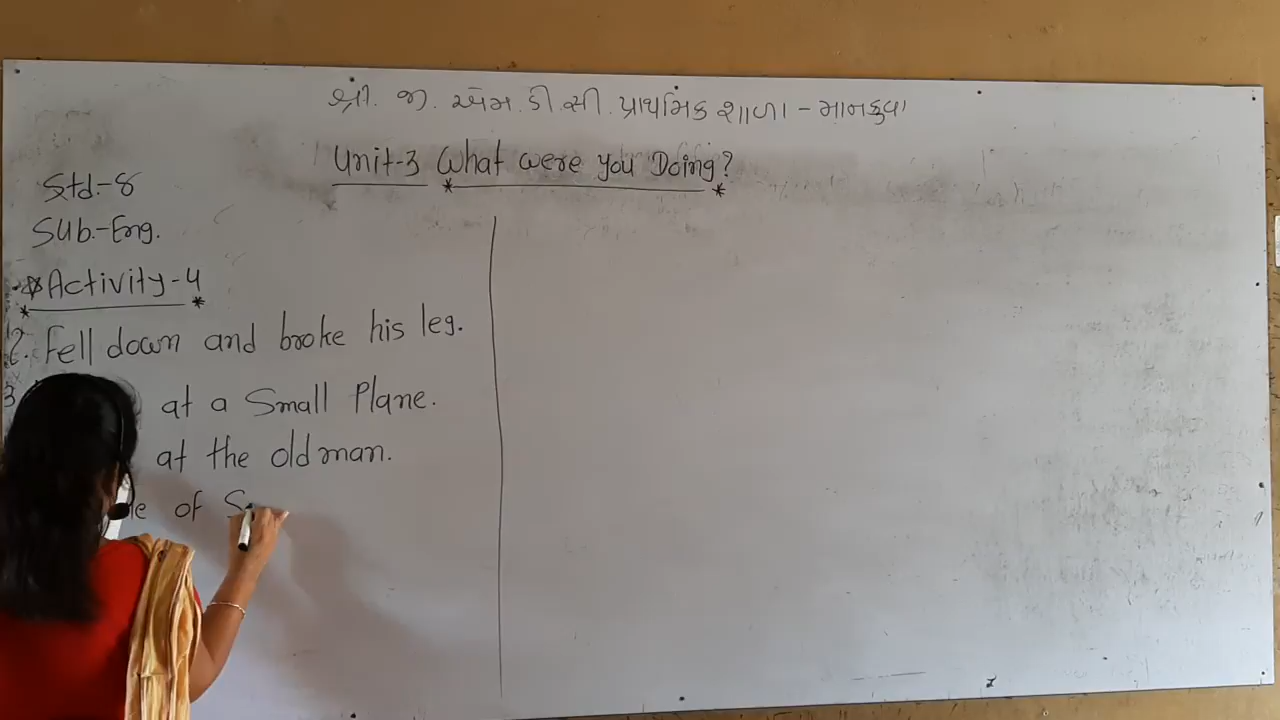 શ્રી. જી. એમ. ડી. સી. પ્રાથમિક શાળા - માનકુવા
Unit-3 What were you Doing?
Std-8
Sub.-Eng.
*Activity-4
2. Fell down and broke his leg.
3 at a Small Plane.
at the old man.
of